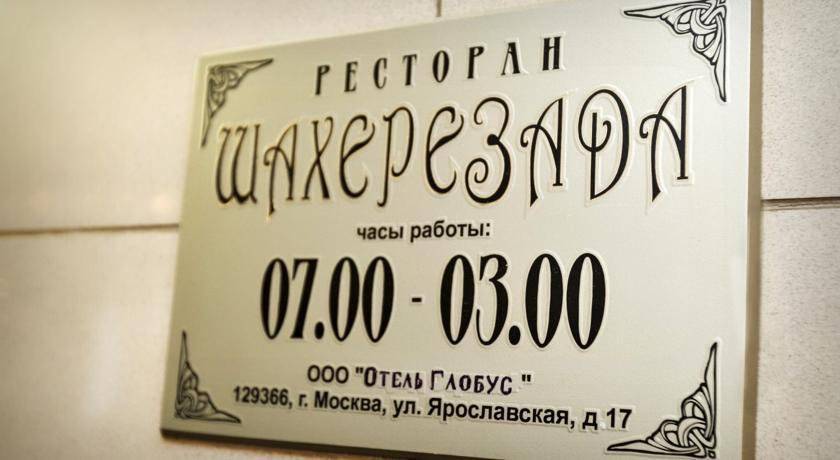 РЕСТОРАН
ШАХЕРЕЗАДА
часы работы:
07.00 - 03.00
ООО "Отель Глобус "
129366, г. Москва, ул. Ярославская, д 17